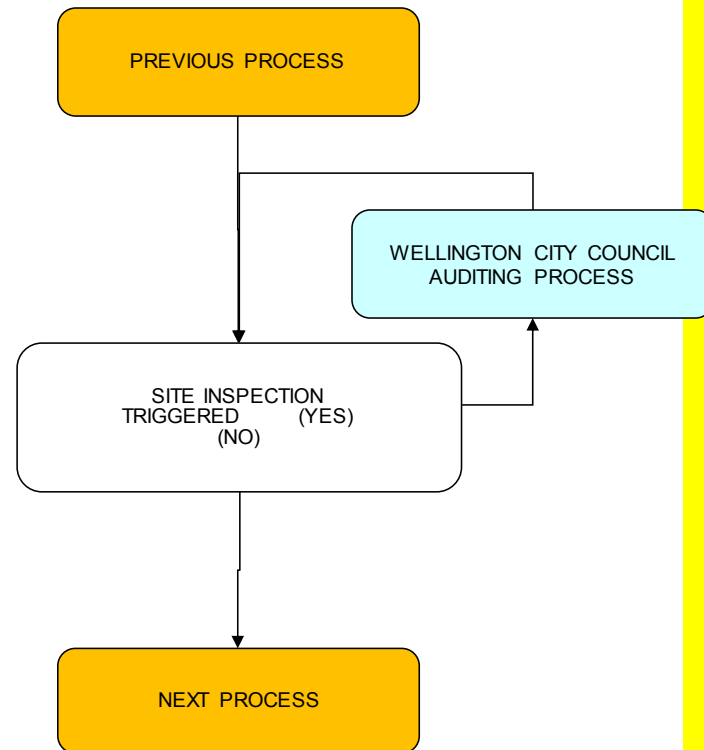 PREVIOUS PROCESS
WELLINGTON CITY COUNCIL
AUDITING PROCESS
SITE INSPECTION
TRIGGERED (YES)
(NO)
NEXT PROCESS